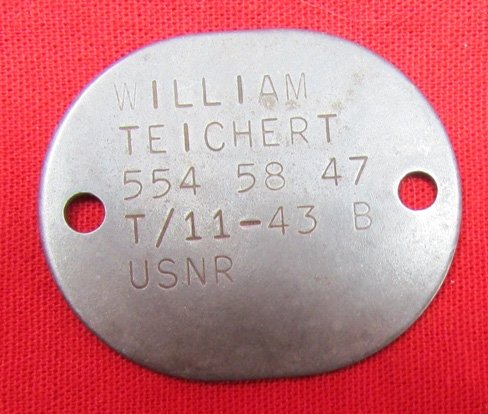 WILLIAM
TEICHERT
554 58 47
T/11-43 B
USNR